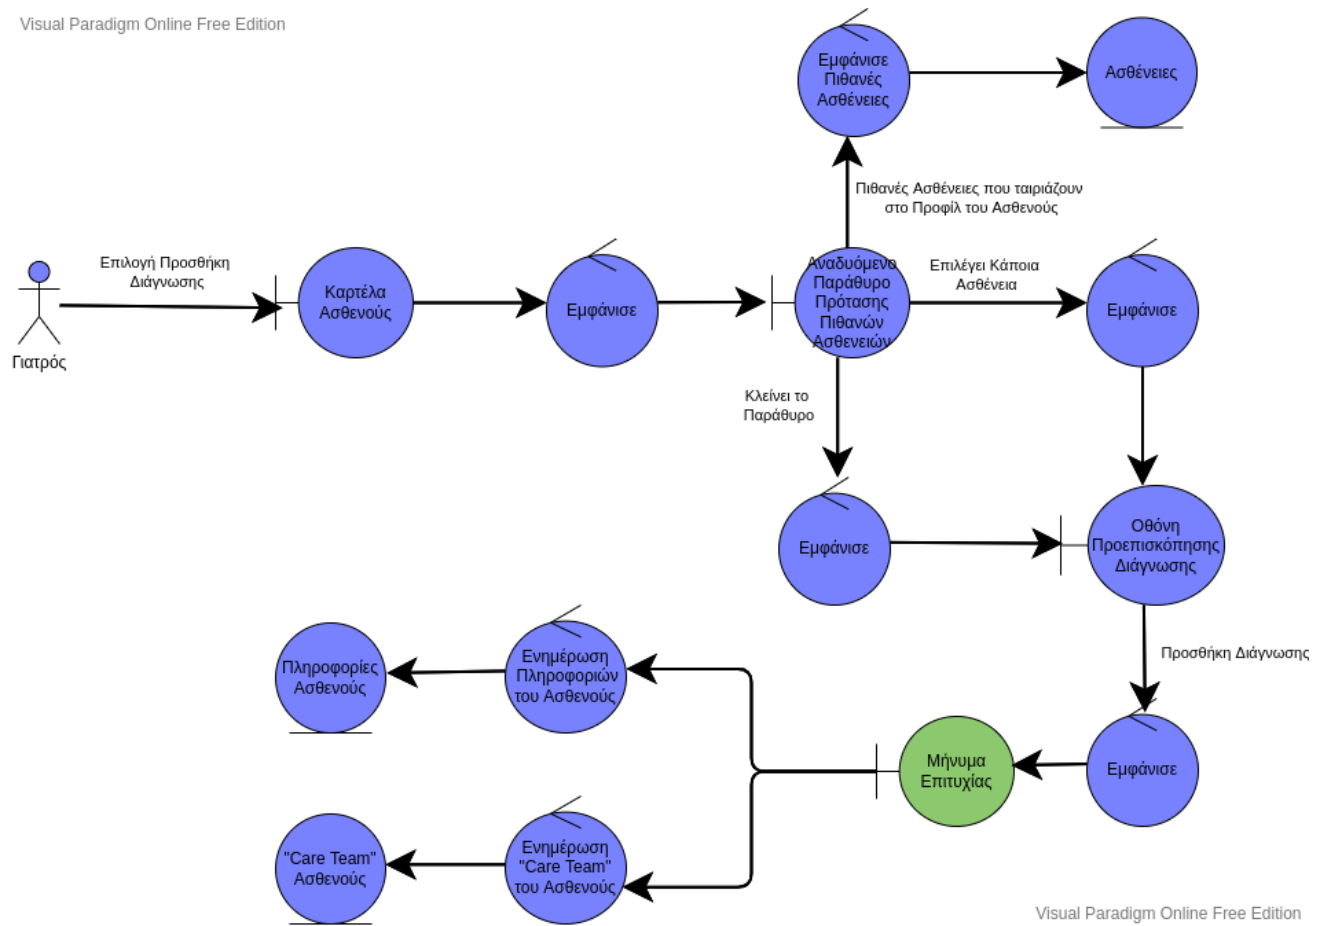 Visual Paradigm Online Free Edition
Εμφάνισε
Πιθανές
Ασθένειες
Ασθένειες
Πιθανές Ασθένειες που ταιριάζουν
στο Προφίλ του Ασθενούς
Επιλογή Προσθήκη
Διάγνωσης
Γιατρός
Καρτέλα
Ασθενούς
Εμφάνισε
Αναδυόμενο
Παράθυρο
Πρότασης
Πιθανών
Ασθενειών
Επιλέγει Κάποια
Ασθένεια
Εμφάνισε
Κλείνει το
Παράθυρο
Εμφάνισε
Οθόνη
Προεπισκόπησης
Διάγνωσης
Προσθήκη Διάγνωσης
Πληροφορίες
Ασθενούς
Ενημέρωση
Πληροφοριών
του Ασθενούς
Μήνυμα
Επιτυχίας
Εμφάνισε
"Care Team"
Ασθενούς
Ενημέρωση
"Care Team"
του Ασθενούς
Visual Paradigm Online Free Edition